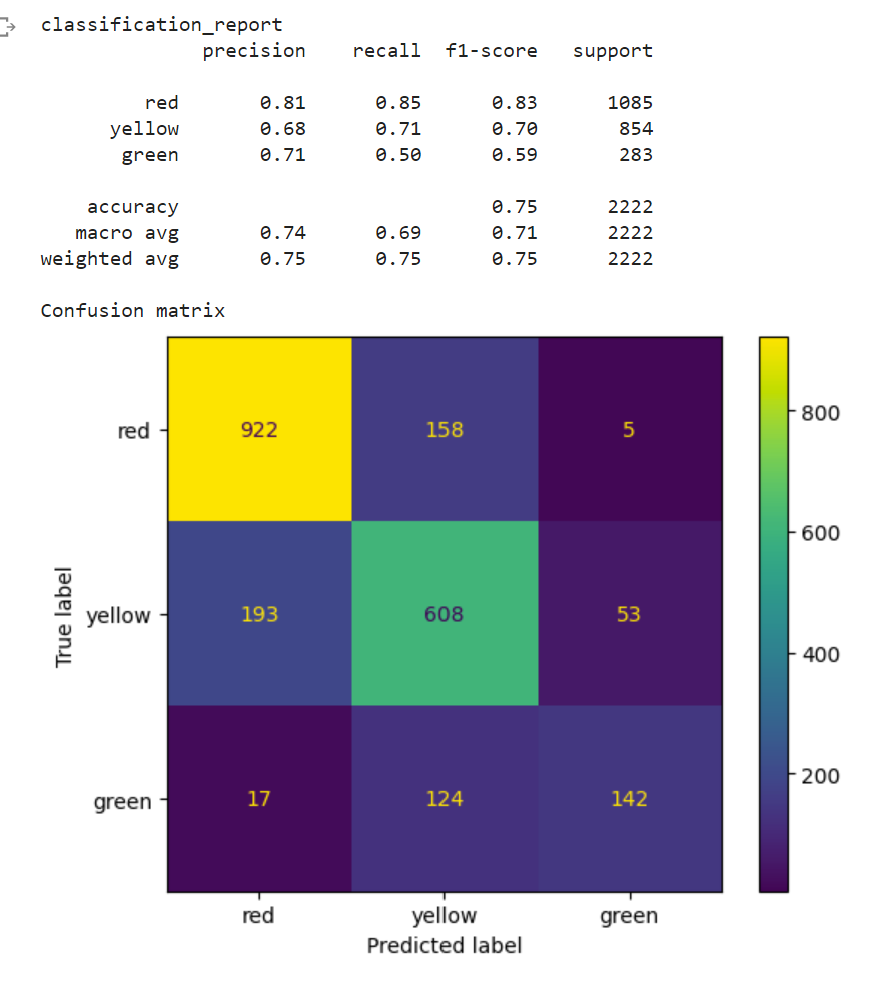 classification_report
precision recall f1-score support
red 0.81 0.85 0.83 1085
yellow 0.68 0.71 0.70 854
green 0.71 0.50 0.59 283
accuracy 0.75 2222
macro avg 0.74 0.69 0.71 2222
weighted avg 0.75 0.75 0.75 2222
Confusion matrix
red 922 158 5
yellow 193 608 53
green 17 124 142
red yellow green
Predicted label
True label
800
600
400
200